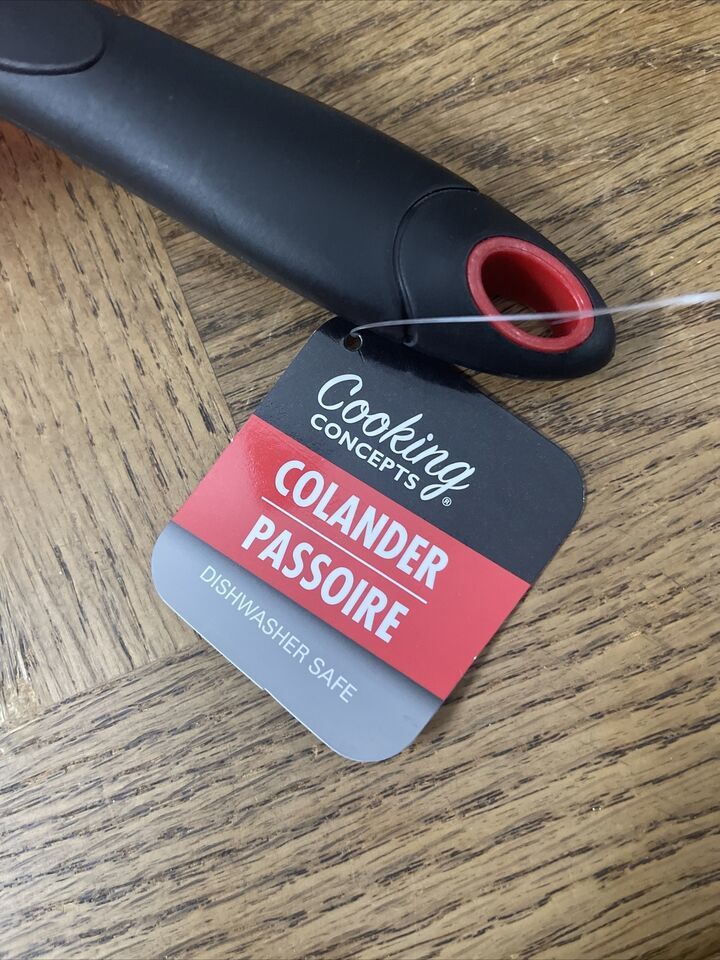 Cooking
CONCEPTS®
COLANDER
PASSOIRE
DISHWASHER SAFE